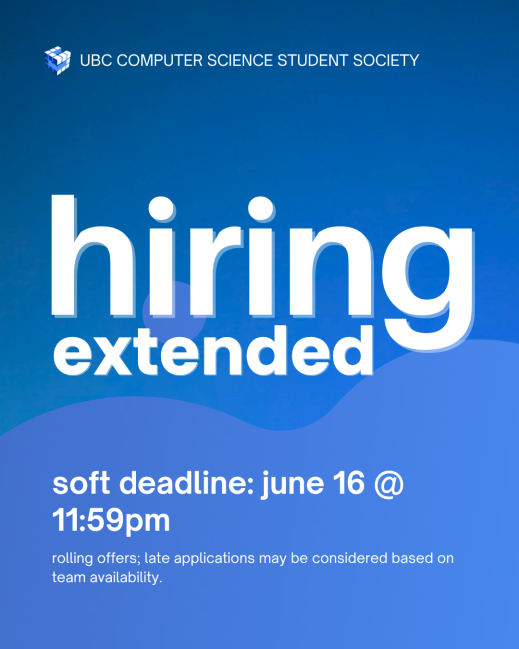 UBC COMPUTER SCIENCE STUDENT SOCIETY
hiring
extended
soft deadline: june 16 @
11:59pm
rolling offers; late applications may be considered based on
team availability.